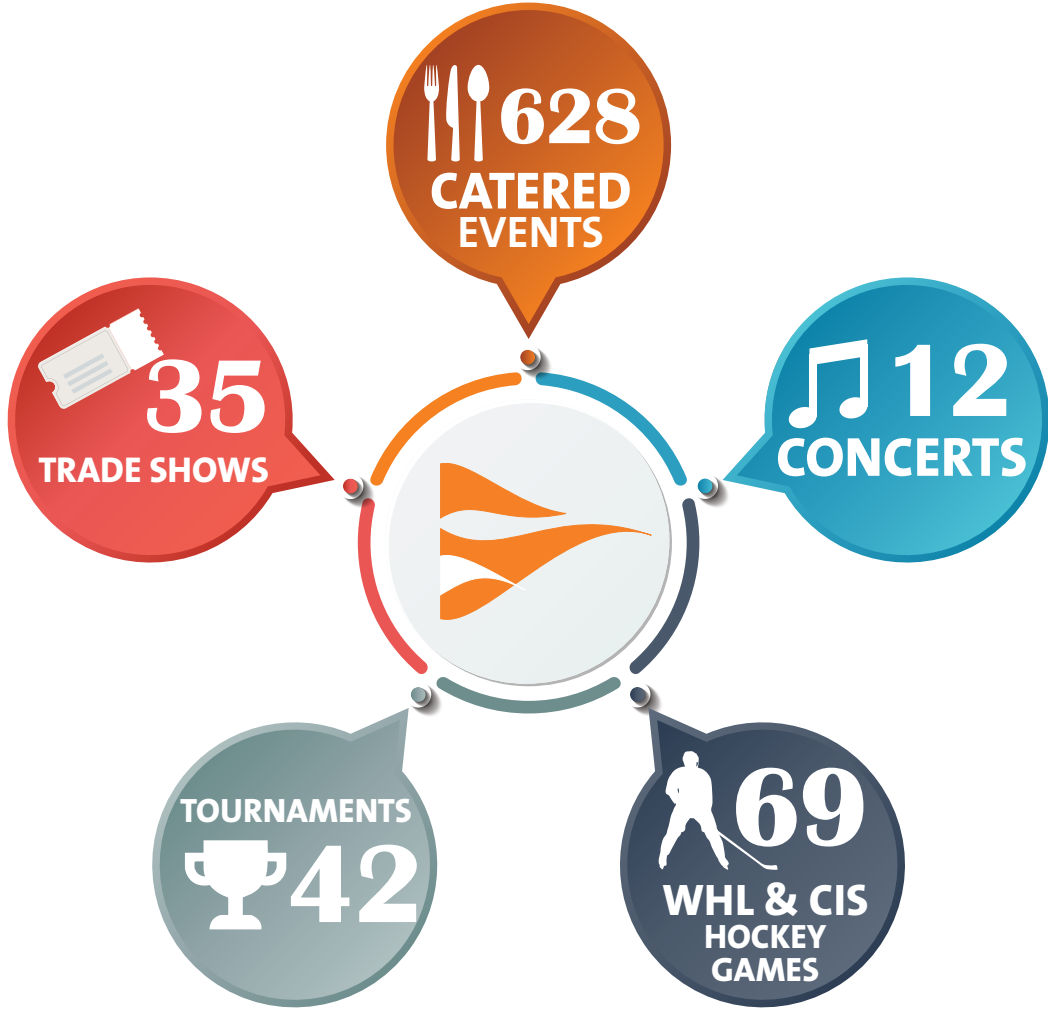 628
CATERED
EVENTS
35
TRADE SHOWS
12
CONCERTS
TOURNAMENTS
42
69
WHL & CIS
HOCKEY
GAMES